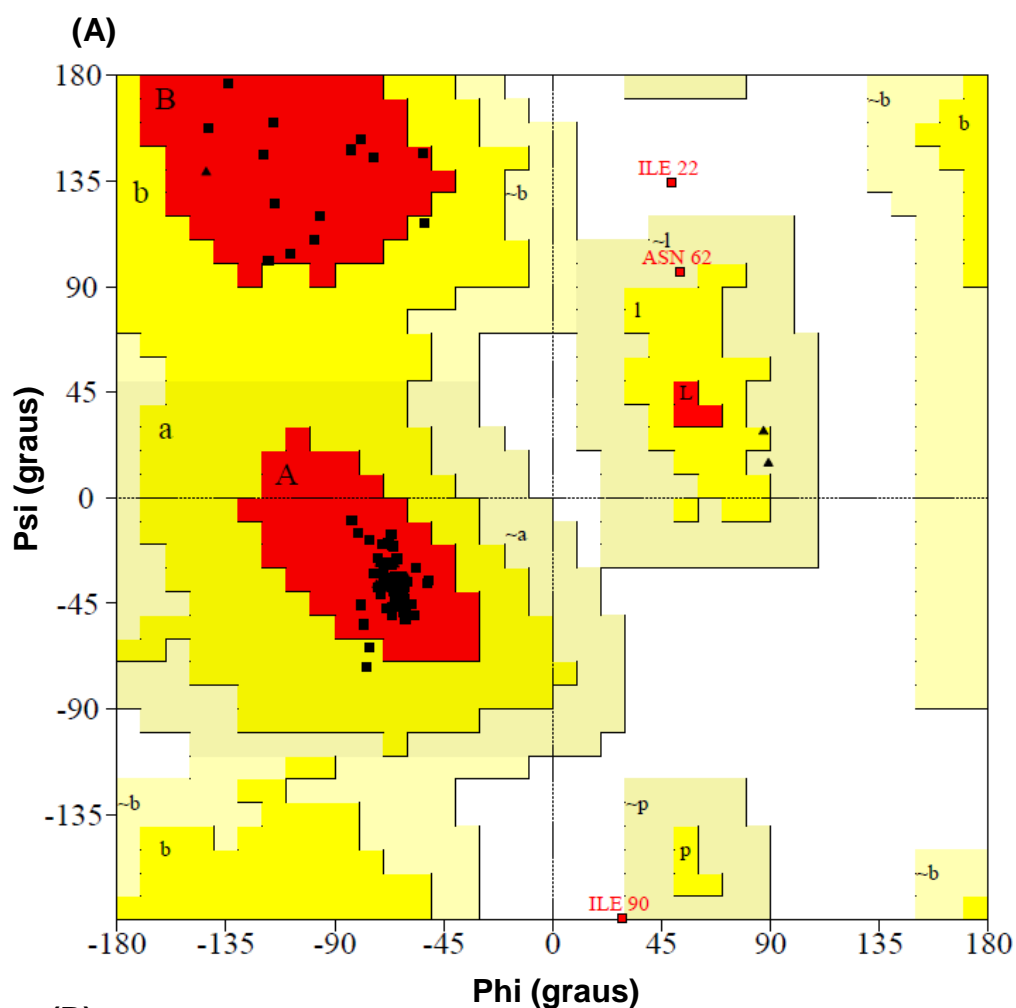 (A)
180
B
~b
b
ILE 22
135
b
~b
~l
ASN 62
90
l
45
L
a
A
0
~a
-45
-90
~b
~p
-135
b
p
~b
ILE 90
-180 -135 -90 -45 0 45 90 135 180
Psi (graus)
Phi (graus)